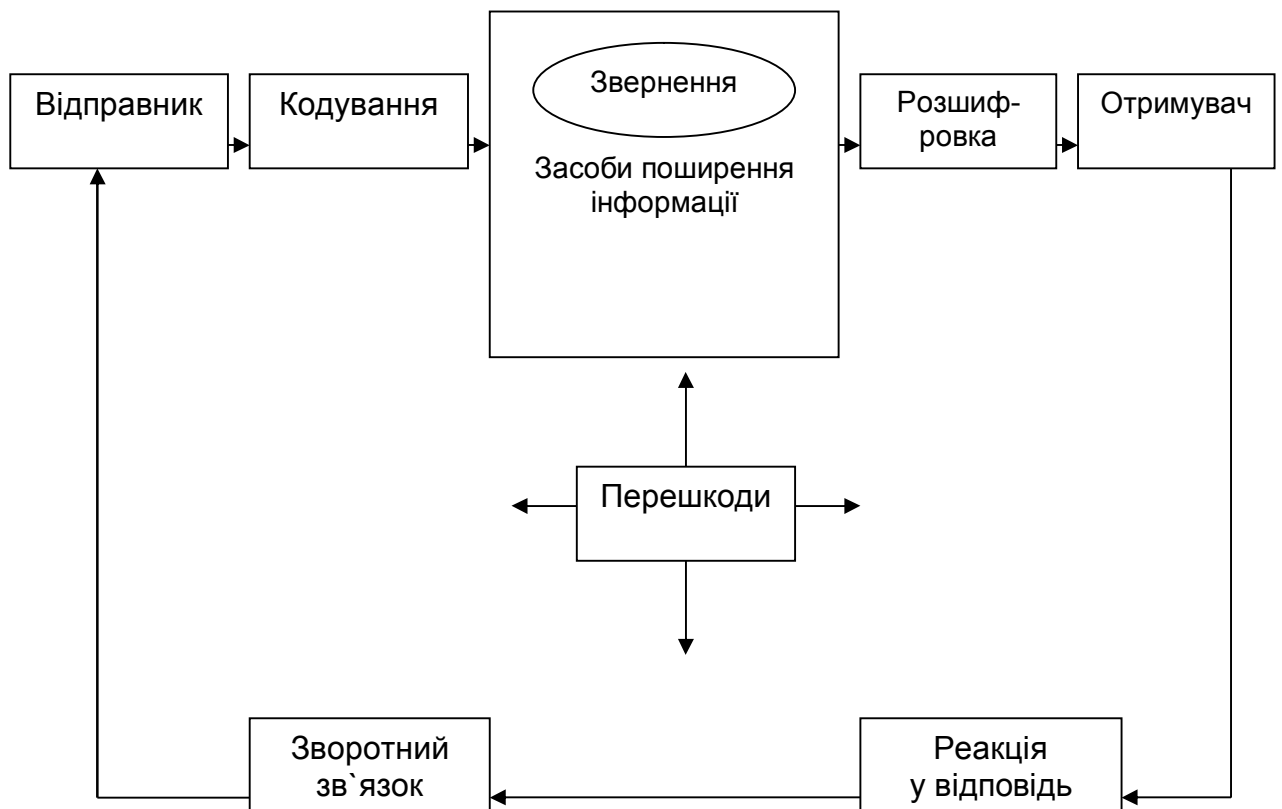 Відправник
Кодування
Звернення
Засоби поширення
інформації
Розшиф-
ровка
Отримувач
Перешкоди
Зворотний
зв`язок
Реакція
у відповідь